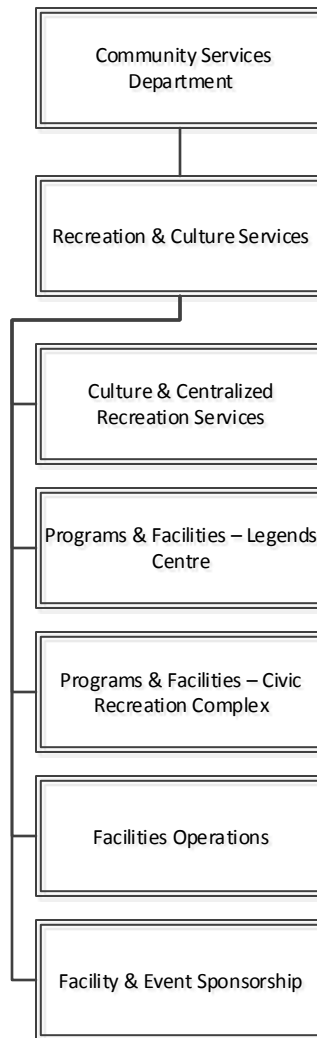 Community Services
Department
Recreation & Culture Services
Culture & Centralized
Recreation Services
Programs & Facilities – Legends
Centre
Programs & Facilities – Civic
Recreation Complex
Facilities Operations
Facility & Event Sponsorship